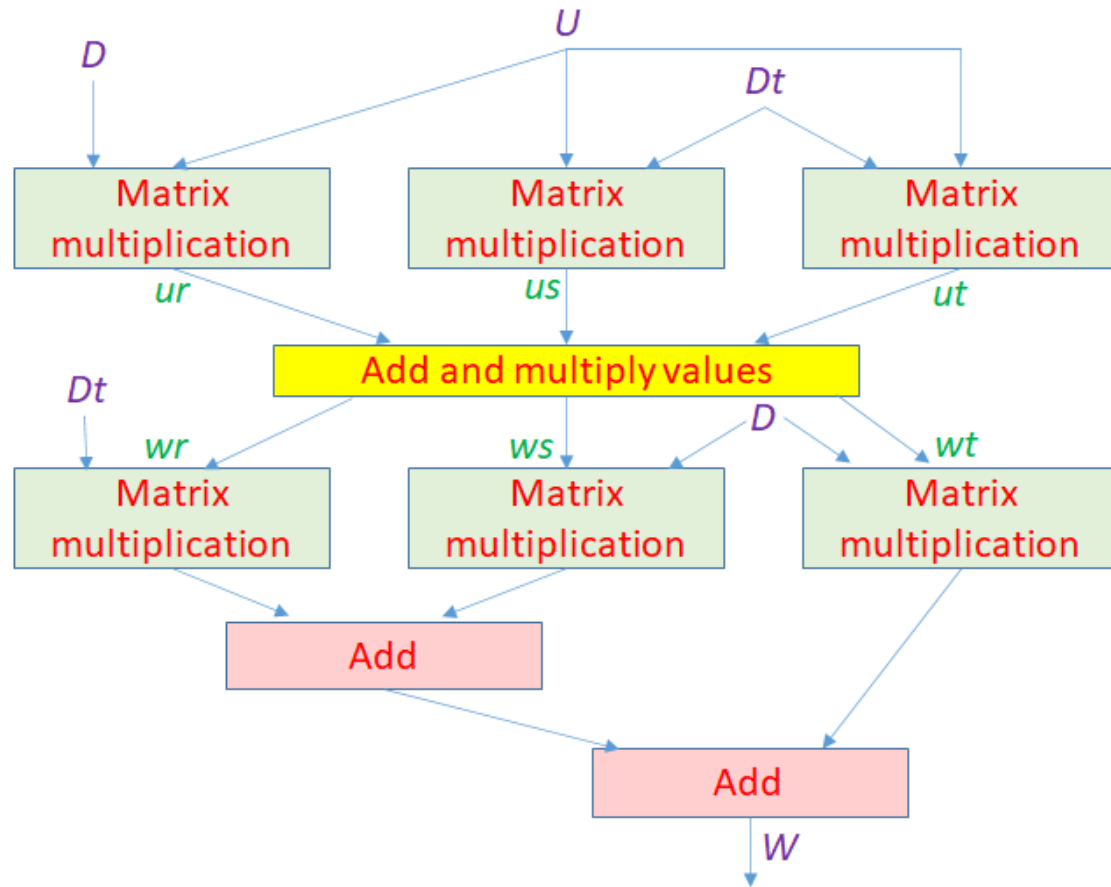 U
D
Dt
Matrix
multiplication
Matrix
multiplication
Matrix
multiplication
ur
us
ut
Add and multiply values
Dt
D
wr
ws
wt
Matrix
multiplication
Matrix
multiplication
Matrix
multiplication
Add
Add
W